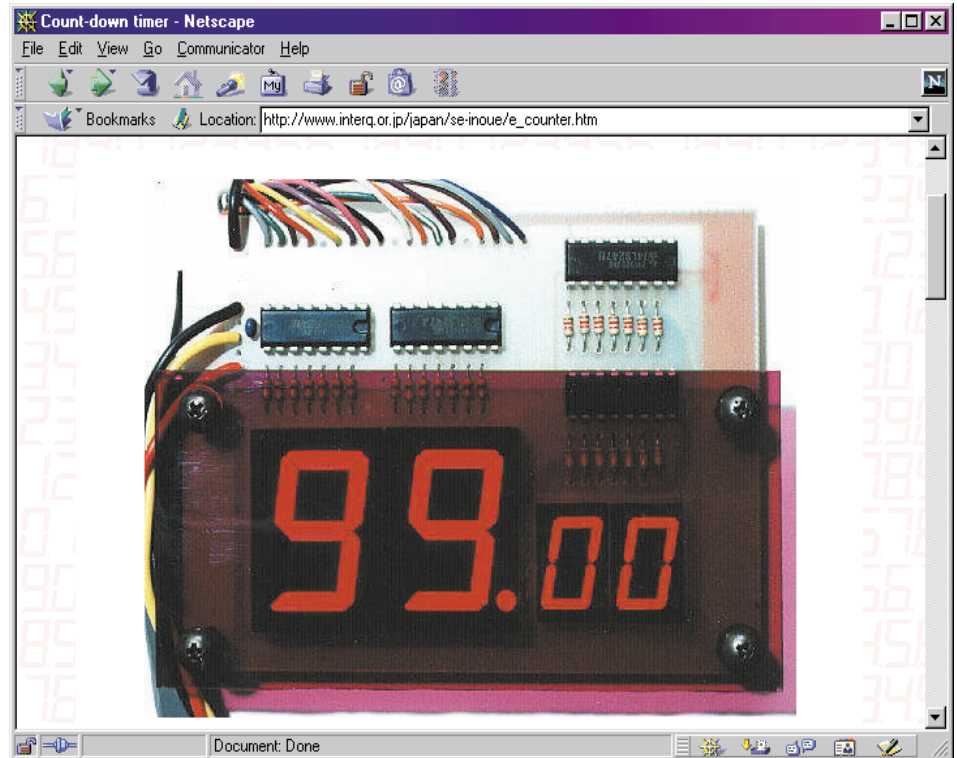 Count-down timer - Netscape
File Edit View Go Communicator Help
My N
Bookmarks Location: http://www.interq.or.jp/japan/se-inoue/e_counter.htm
99.00
Document: Done